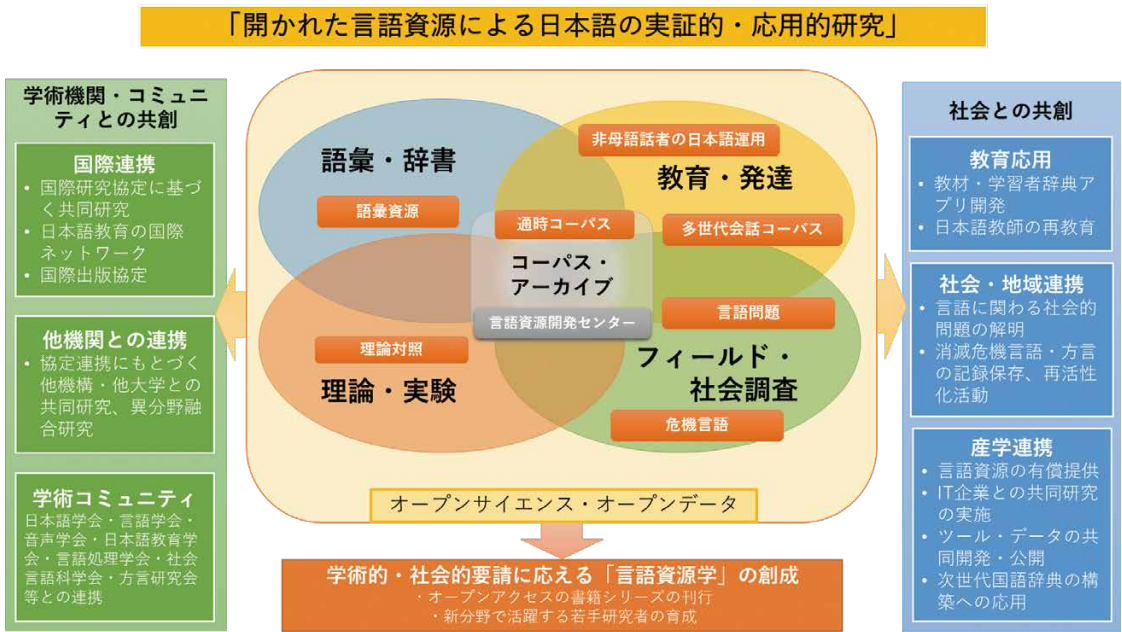 「開かれた言語資源による日本語の実証的・応用的研究」
学術機関・コミュニ
ティとの共創
国際連携
• 国際研究協定に基づ
く共同研究
• 日本語教育の国際
ネットワーク
• 国際出版協定
他機関との連携
• 協定連携にもとづく
他機構・他大学との
共同研究、異分野融
合研究
学術コミュニティ
日本語学会・言語学会・
音声学会・日本語教育学
会・言語処理学会・社会
言語科学会・方言研究会
等との連携
語彙・辞書
語彙資源
非母語話者の日本語運用
教育・発達
通時コーパス
多世代会話コーパス
コーパス・
アーカイブ
言語資源開発センター
言語問題
理論対照
理論・実験
フィールド・
社会調査
危機言語
オープンサイエンス・オープンデータ
学術的・社会的要請に応える「言語資源学」の創成
・オープンアクセスの書籍シリーズの刊行
・新分野で活躍する若手研究者の育成
社会との共創
教育応用
• 教材・学習者辞典ア
プリ開発
• 日本語教師の再教育
社会・地域連携
• 言語に関わる社会的
問題の解明
• 消滅危機言語・方言
の記録保存、再活性
化活動
産学連携
• 言語資源の有償提供
• IT企業との共同研究
の実施
• ツール・データの共
同開発・公開
• 次世代国語辞典の構
築への応用